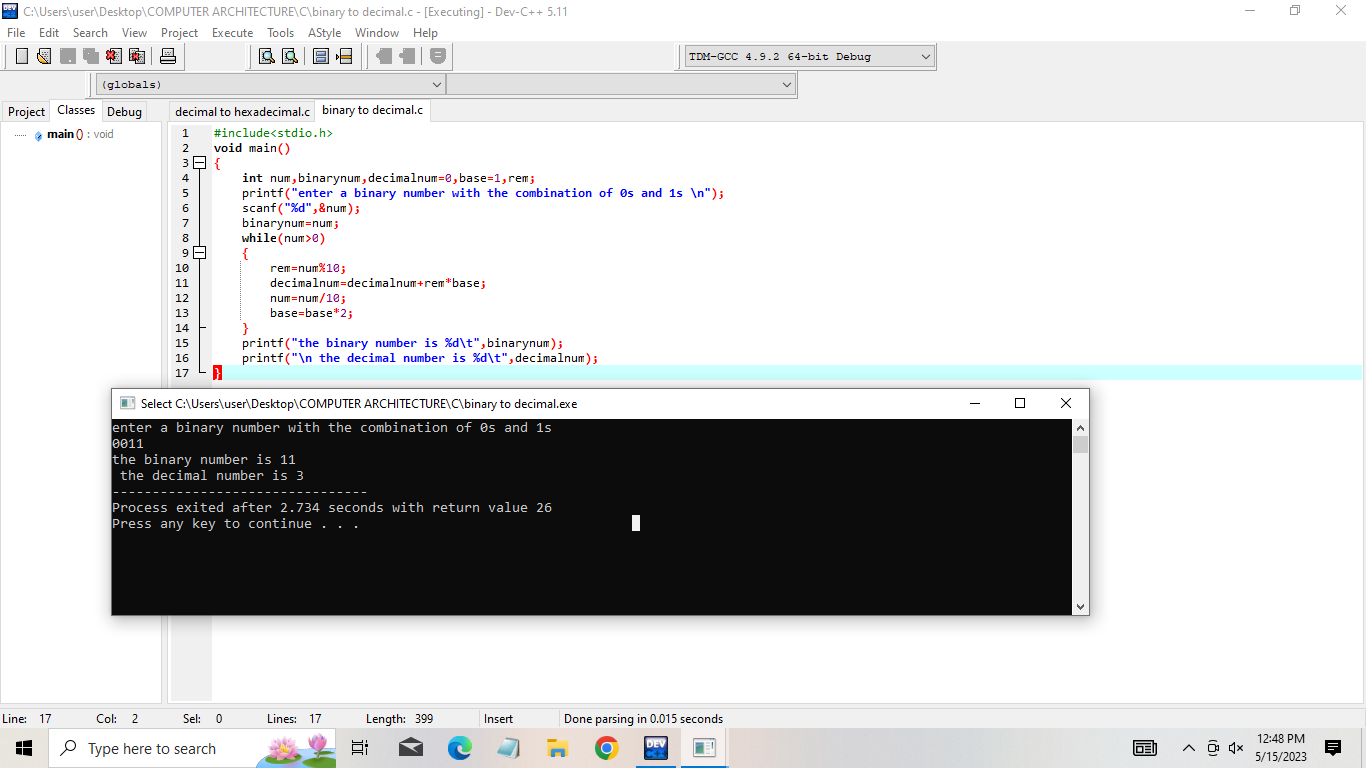 C:\Users\user\Desktop\COMPUTER ARCHITECTURE\C\binary to decimal.c - [Executing] - Dev-C++ 5.11
File Edit Search View Project Execute Tools AStyle Window Help
TDM-GCC 4.9.2 64-bit Debug
(globals)
Project Classes Debug
decimal to hexadecimal.c binary to decimal.c
main () : void
1 #include<stdio.h>
2 void main()
3 {
4 int num,binarynum,decimalnum=0,base=1,rem;
5 printf("enter a binary number with the combination of 0s and 1s \n");
6 scanf("%d",&num);
7 binarynum=num;
8 while(num>0)
9 {
10 rem=num%10;
11 decimalnum=decimalnum+rem*base;
12 num=num/10;
13 base=base*2;
14 }
15 printf("the binary number is %d\t",binarynum);
16 printf("\n the decimal number is %d\t",decimalnum);
17 }
Select C:\Users\user\Desktop\COMPUTER ARCHITECTURE\C\binary to decimal.exe
enter a binary number with the combination of 0s and 1s
0011
the binary number is 11
the decimal number is 3
--------------------------------
Process exited after 2.734 seconds with return value 26
Press any key to continue . . .
Line: 17 Col: 2 Sel: 0 Lines: 17 Length: 399 Insert Done parsing in 0.015 seconds
Type here to search
DEV
12:48 PM
5/15/2023